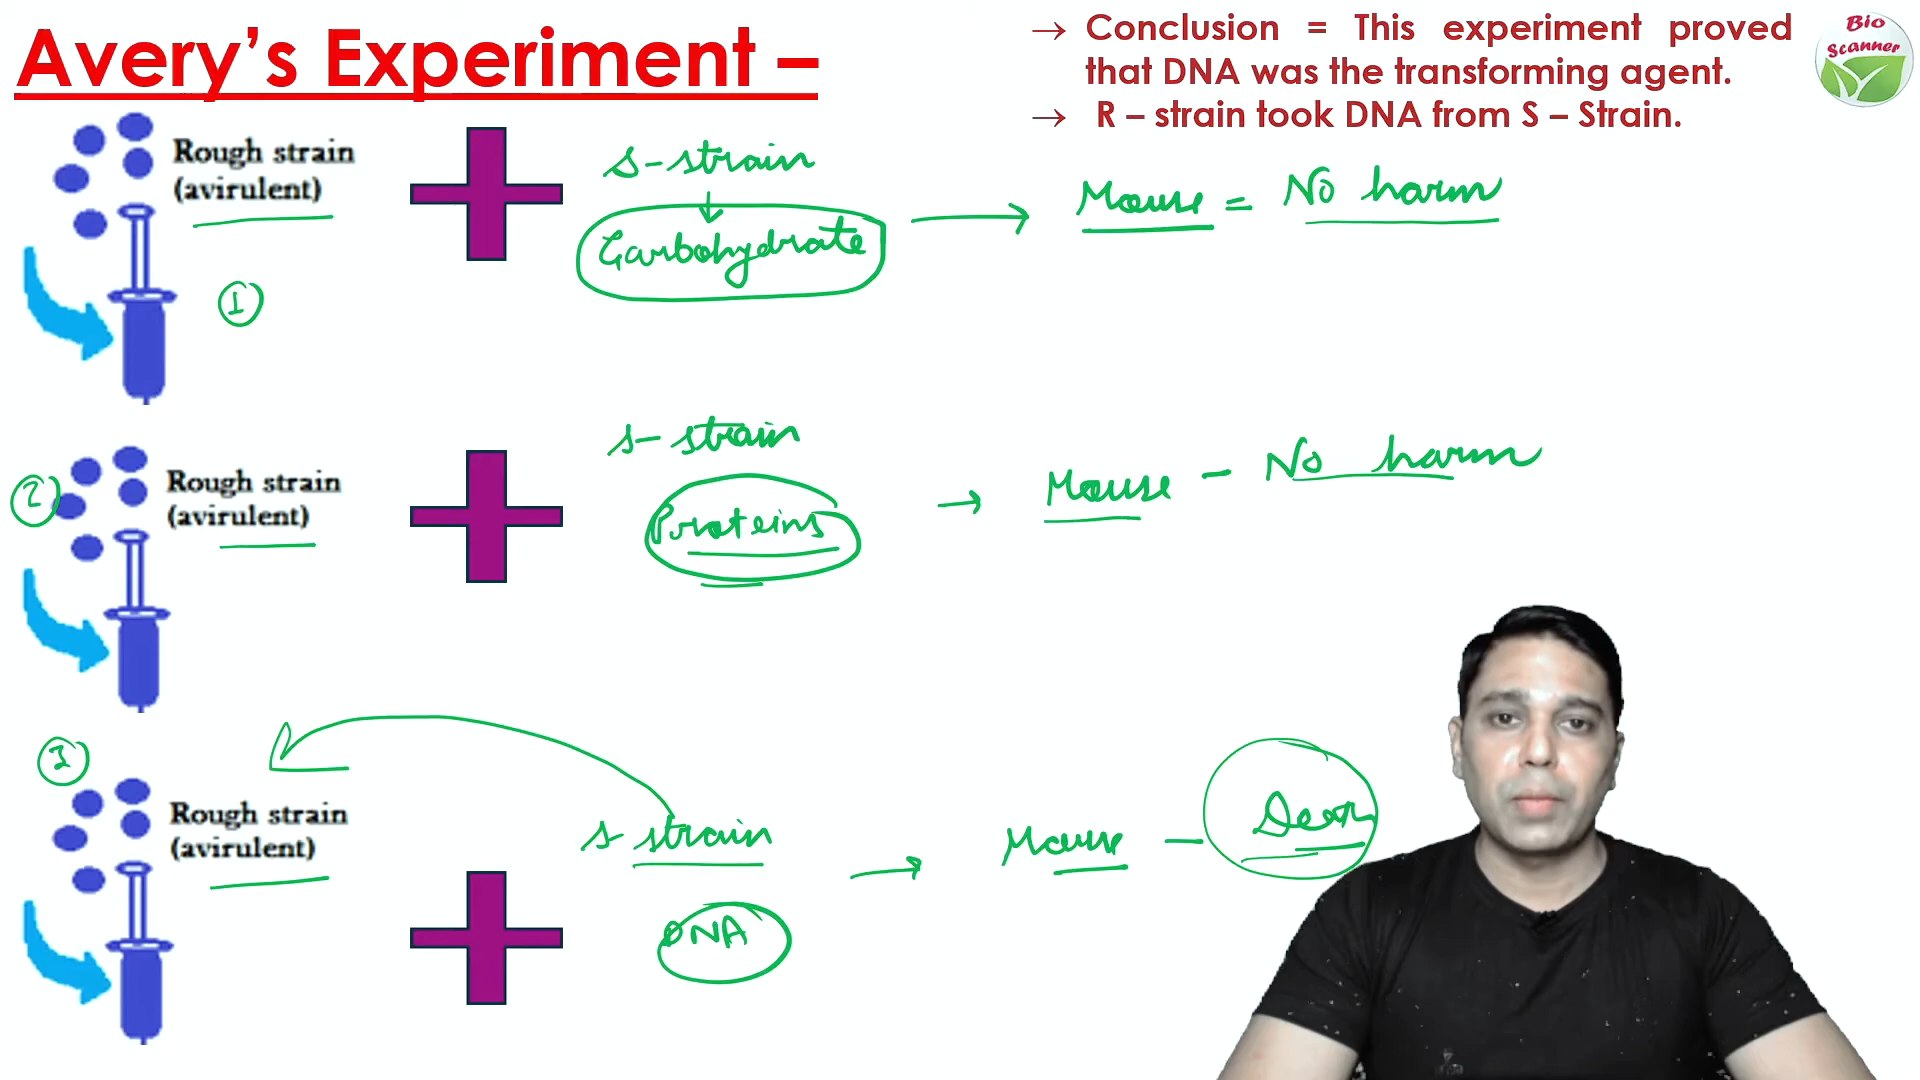 Avery's Experiment –
→ Conclusion = This experiment proved
that DNA was the transforming agent.
→ R – strain took DNA from S – Strain.
Bio
Scanner
Rough strain
(avirulent)
1
s-strain
↓
Carbohydrate
→ Mouse = No harm
2
Rough strain
(avirulent)
s-strain
Proteins
→ Mouse - No harm
Rough strain
(avirulent)
s strain
DNA
→ Mouse -